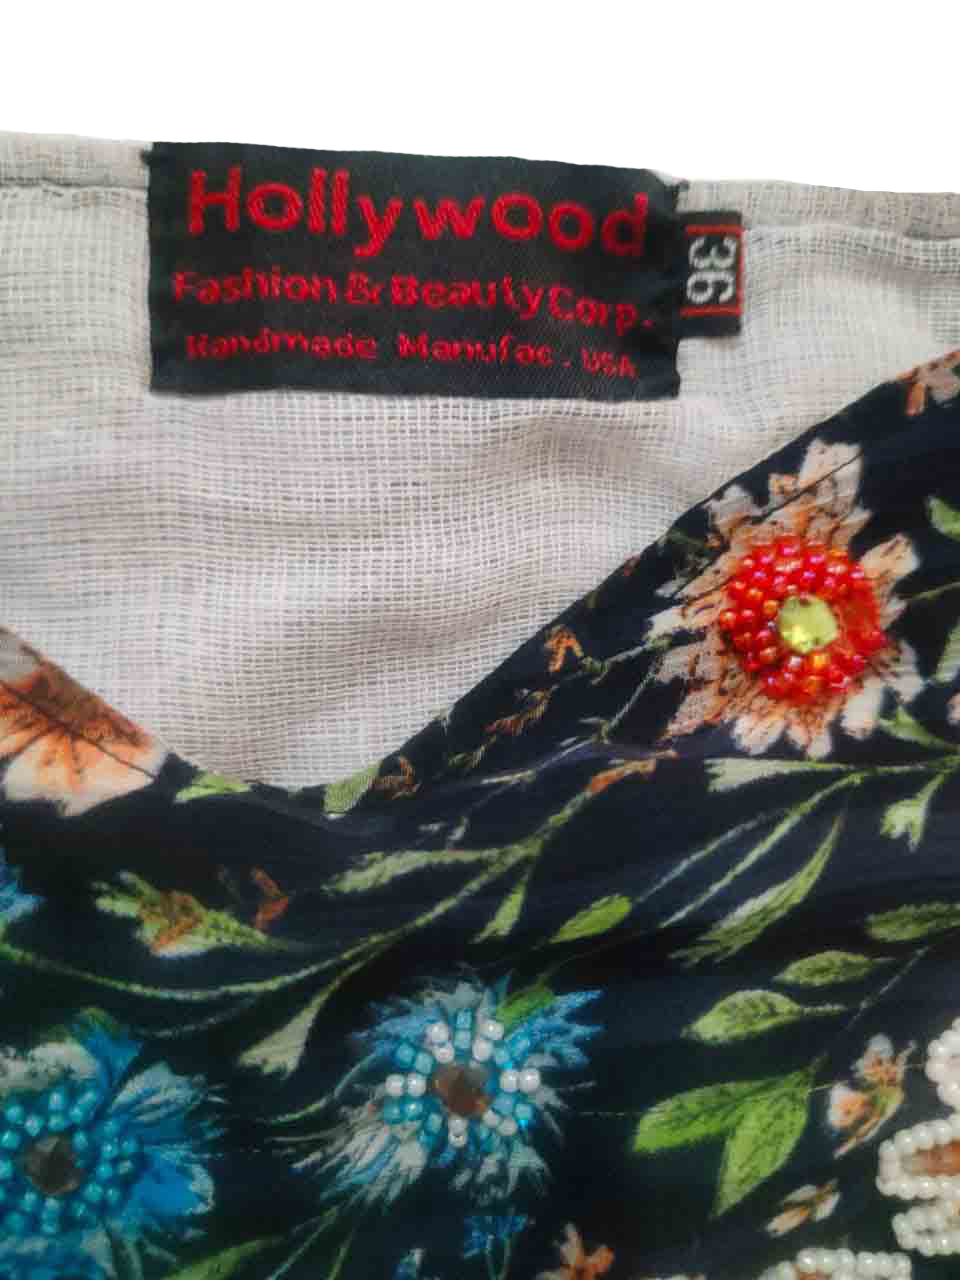 Hollywood
Fashion & Beauty Corp.
Handmade Manufac. USA
36